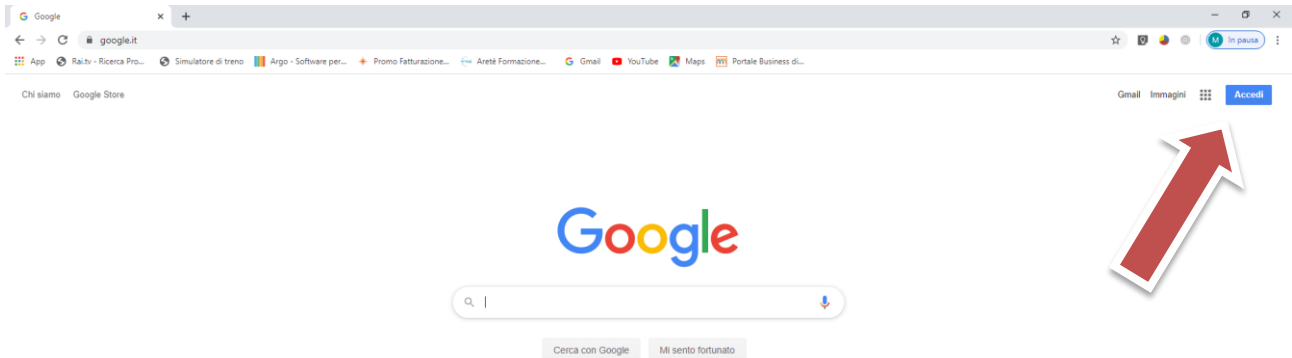 Google
google.it
M In pausa
App Rai.tv - Ricerca Pro... Simulatore di treno Argo - Software per... Promo Fatturazione... Aretè Formazione... Gmail YouTube Maps Portale Business di...
Chi siamo Google Store
Gmail Immagini Accedi
Google
Cerca con Google Mi sento fortunato